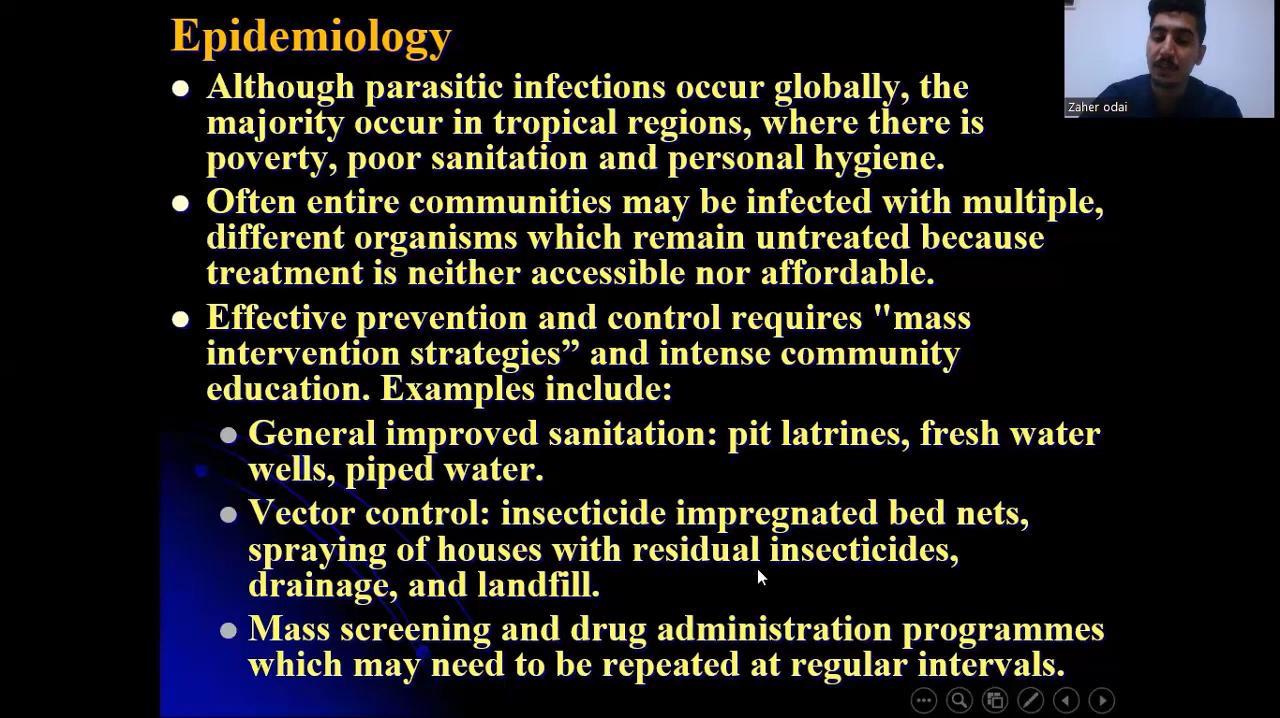 Epidemiology
Although parasitic infections occur globally, the
majority occur in tropical regions, where there is
poverty, poor sanitation and personal hygiene.
Often entire communities may be infected with multiple,
different organisms which remain untreated because
treatment is neither accessible nor affordable.
Effective prevention and control requires "mass
intervention strategies” and intense community
education. Examples include:
General improved sanitation: pit latrines, fresh water
wells, piped water.
Vector control: insecticide impregnated bed nets,
spraying of houses with residual insecticides,
drainage, and landfill.
Mass screening and drug administration programmes
which may need to be repeated at regular intervals.
Zaher odai